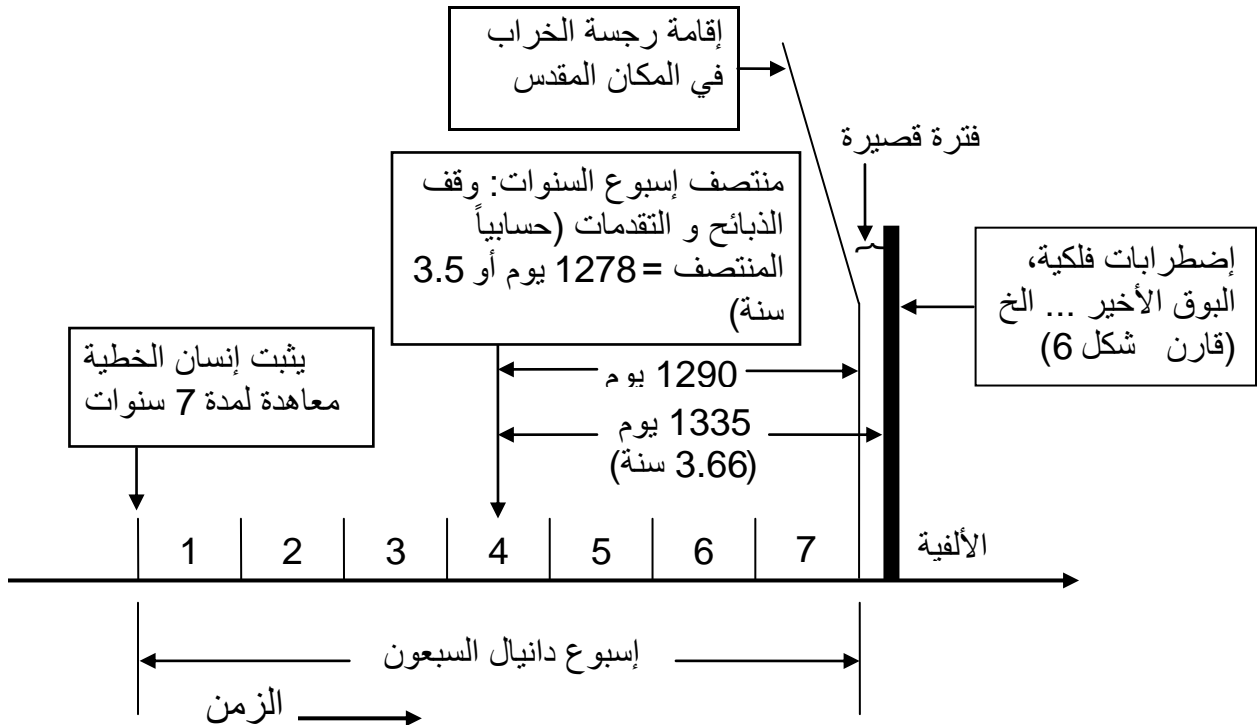 إقامة رجسة الخراب
في المكان المقدس
فترة قصيرة
منتصف إسبوع السنوات: وقف
الذبائح و التقدمات (حسابياً
المنتصف = 1278 يوم أو 3.5
سنة)
إضطرابات فلكية،
البوق الأخير ... الخ
(قارن شكل 6)
يثبت إنسان الخطية
معاهدة لمدة 7 سنوات
1290 يوم
1335 يوم
(3.66 سنة)
1 2 3 4 5 6 7
الألفية
إسبوع دانيال السبعون
الزمن